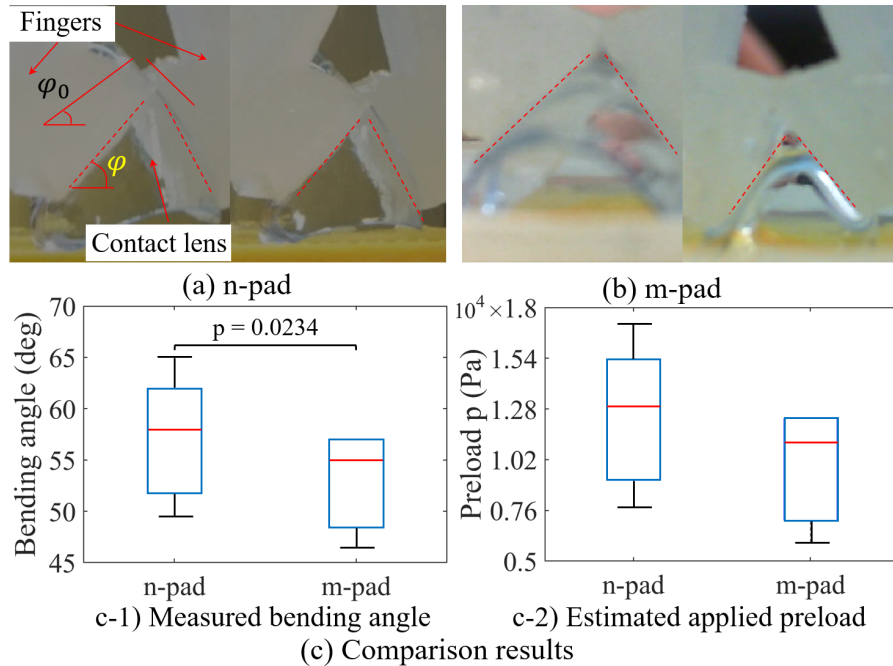 Fingers
φ₀
φ
Contact lens
(a) n-pad
(b) m-pad
Bending angle (deg)
70
65
60
55
50
45
p = 0.0234
n-pad
m-pad
c-1) Measured bending angle
10⁴×1.8
Preload p (Pa)
1.54
1.28
1.02
0.76
0.5
n-pad
m-pad
c-2) Estimated applied preload
(c) Comparison results